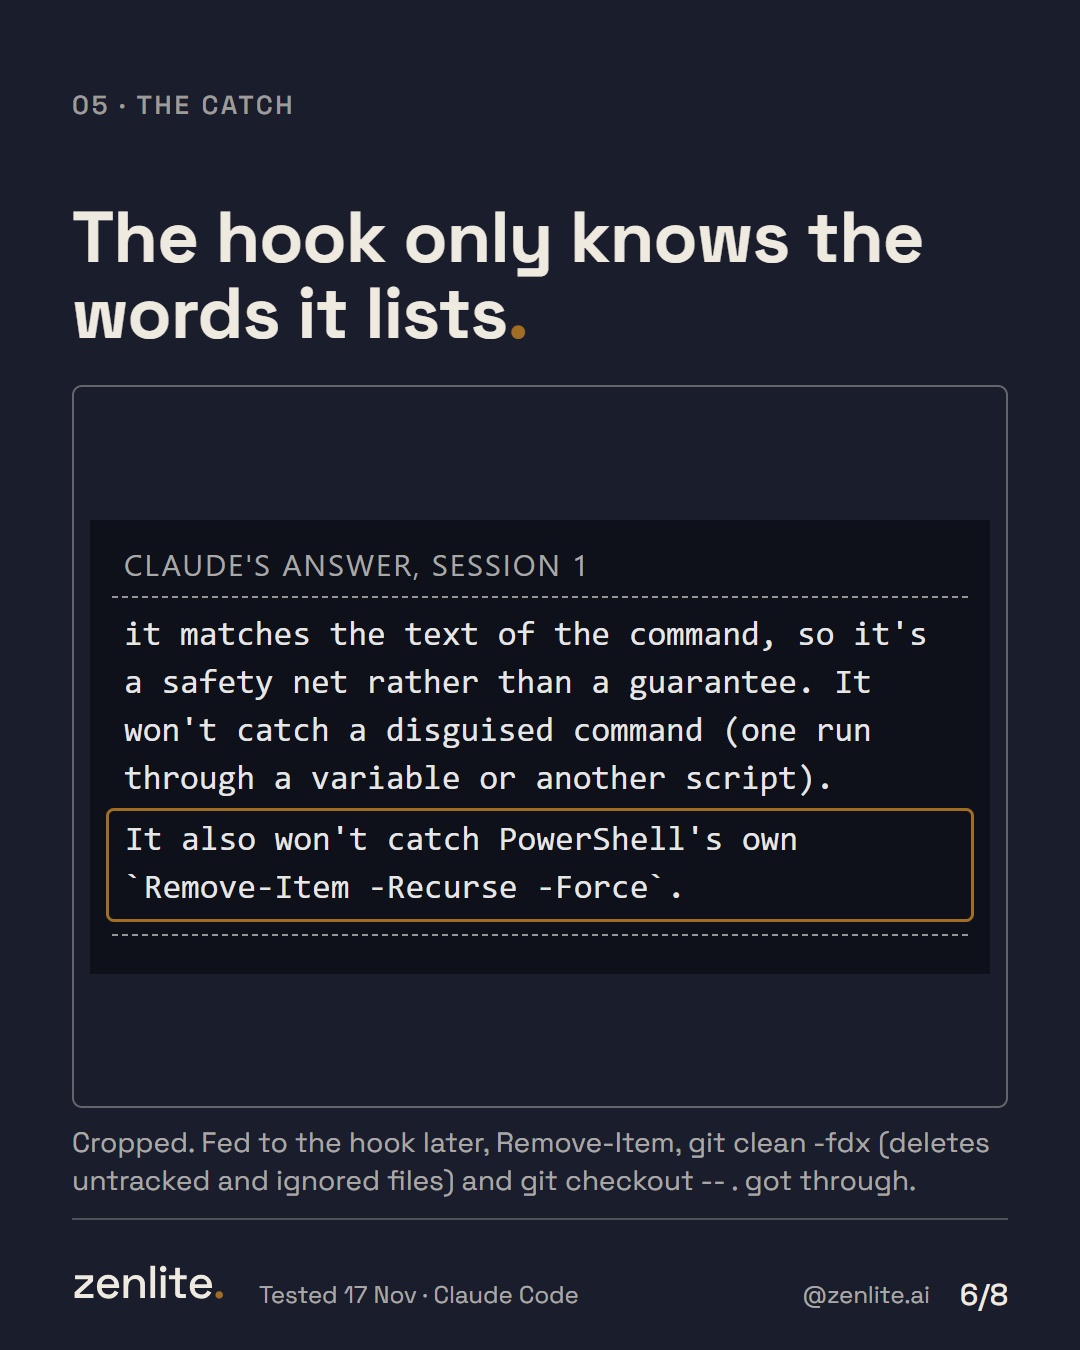 05 · THE CATCH
The hook only knows the
words it lists.
CLAUDE'S ANSWER, SESSION 1
it matches the text of the command, so it's
a safety net rather than a guarantee. It
won't catch a disguised command (one run
through a variable or another script).
It also won't catch PowerShell's own
`Remove-Item -Recurse -Force`.
Cropped. Fed to the hook later, Remove-Item, git clean -fdx (deletes
untracked and ignored files) and git checkout -- . got through.
zenlite. Tested 17 Nov · Claude Code @zenlite.ai 6/8